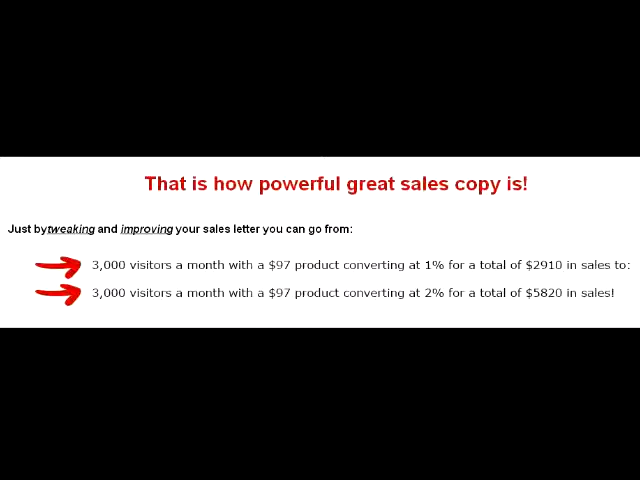 That is how powerful great sales copy is!
Just bytweaking and improving your sales letter you can go from:
3,000 visitors a month with a $97 product converting at 1% for a total of $2910 in sales to:
3,000 visitors a month with a $97 product converting at 2% for a total of $5820 in sales!